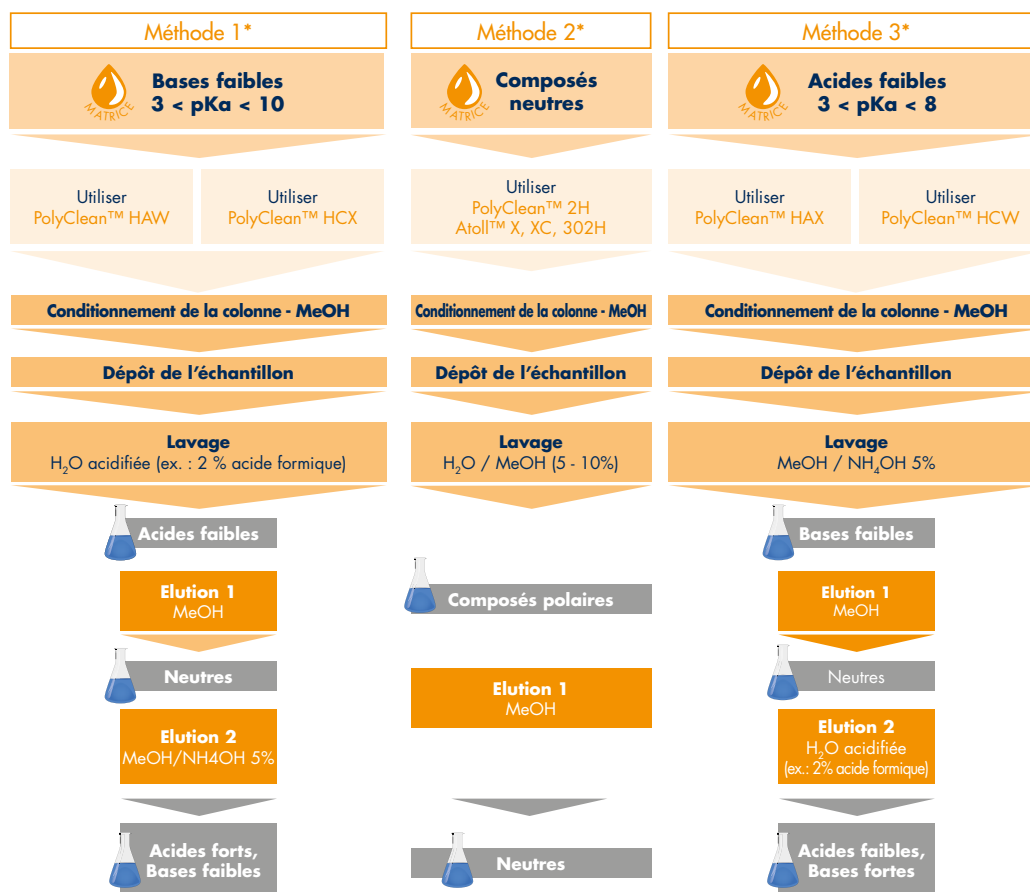 Méthode 1*
MATRICE
Bases faibles
3 < pKa < 10
Utiliser
PolyClean™ HAW
Utiliser
PolyClean™ HCX
Conditionnement de la colonne - MeOH
Dépôt de l'échantillon
Lavage
H₂O acidifiée (ex. : 2 % acide formique)
Acides faibles
Elution 1
MeOH
Neutres
Elution 2
MeOH/NH4OH 5%
Acides forts,
Bases faibles
Méthode 2*
MATRICE
Composés
neutres
Utiliser
PolyClean™ 2H
Atoll™ X, XC, 302H
Conditionnement de la colonne - MeOH
Dépôt de l'échantillon
Lavage
H₂O / MeOH (5 - 10%)
Composés polaires
Elution 1
MeOH
Neutres
Méthode 3*
MATRICE
Acides faibles
3 < pKa < 8
Utiliser
PolyClean™ HAX
Utiliser
PolyClean™ HCW
Conditionnement de la colonne - MeOH
Dépôt de l'échantillon
Lavage
MeOH / NH₄OH 5%
Bases faibles
Elution 1
MeOH
Neutres
Elution 2
H₂O acidifiée
(ex.: 2% acide formique)
Acides faibles,
Bases fortes